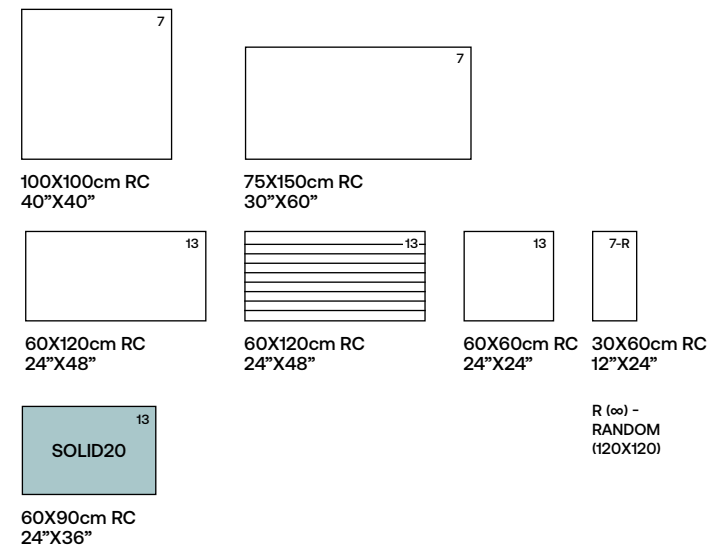 7
7
100X100cm RC
40”X40”
75X150cm RC
30”X60”
13
13
13
7-R
60X120cm RC
24”X48”
60X120cm RC
24”X48”
60X60cm RC
24”X24”
30X60cm RC
12”X24”
R (∞) -
RANDOM
(120X120)
13
SOLID20
60X90cm RC
24”X36”